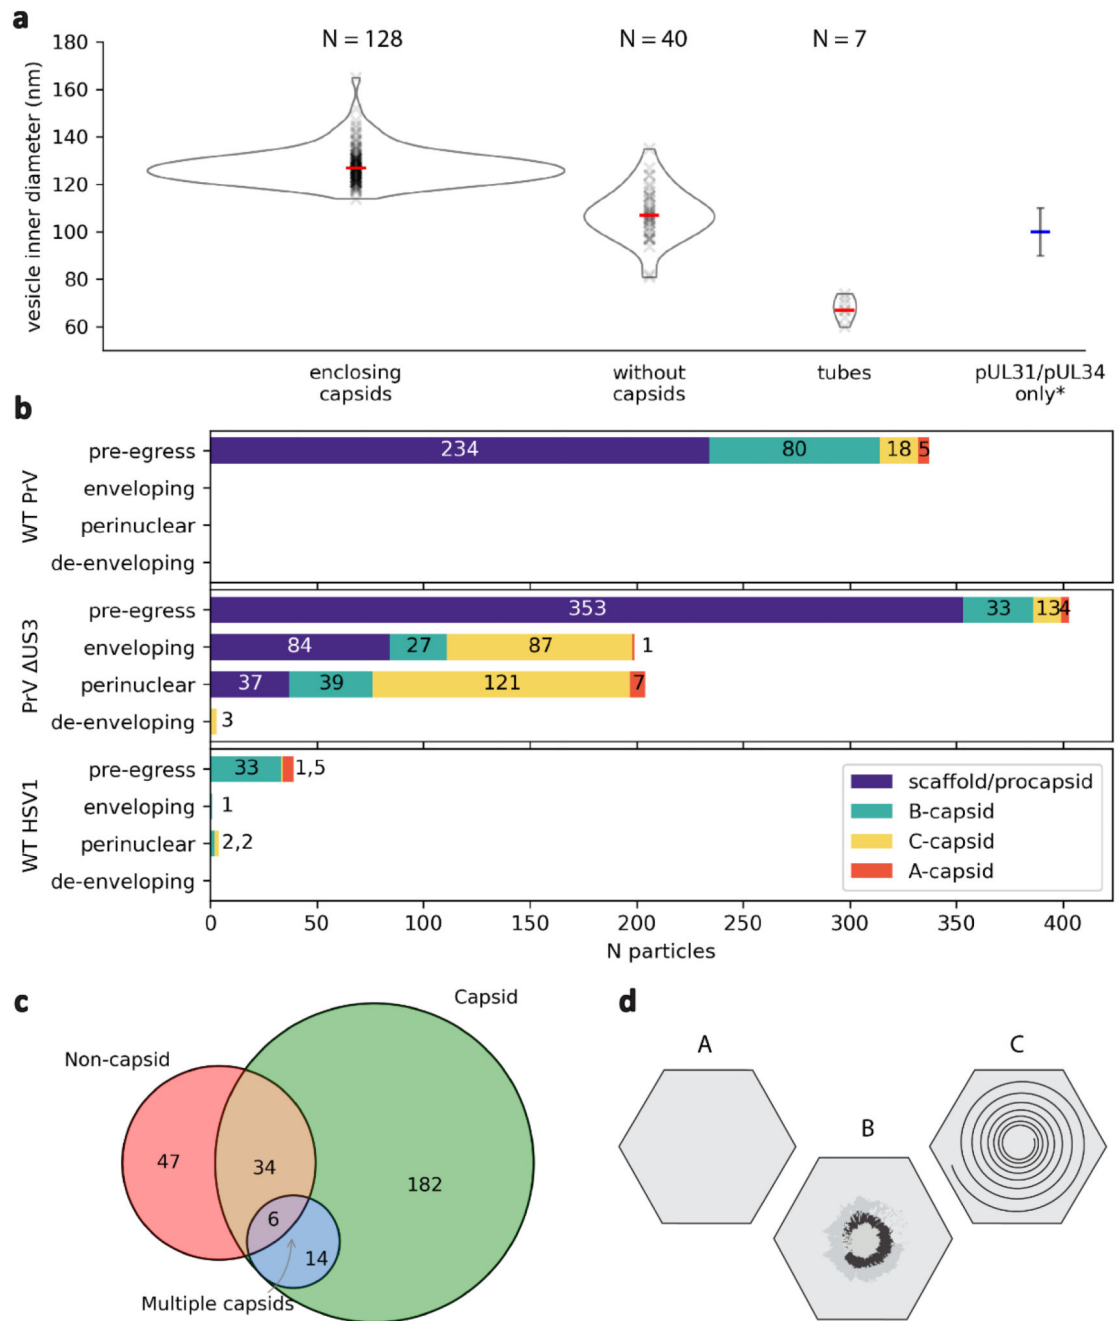 a
N = 128
N = 40
N = 7
180
160
140
120
100
80
60
vesicle inner diameter (nm)
enclosing
capsids
without
capsids
tubes
pUL31/pUL34
only*
b
WT PrV
pre-egress
234
80
18
5
enveloping
perinuclear
de-enveloping
PrV ΔUS3
pre-egress
353
33
13
4
enveloping
84
27
87
1
perinuclear
37
39
121
7
de-enveloping
3
WT HSV1
pre-egress
33
1,5
enveloping
1
perinuclear
2,2
de-enveloping
scaffold/procapsid
B-capsid
C-capsid
A-capsid
0
50
100
150
200
250
300
350
400
N particles
c
Capsid
Non-capsid
47
34
182
6
14
Multiple capsids
d
A
B
C